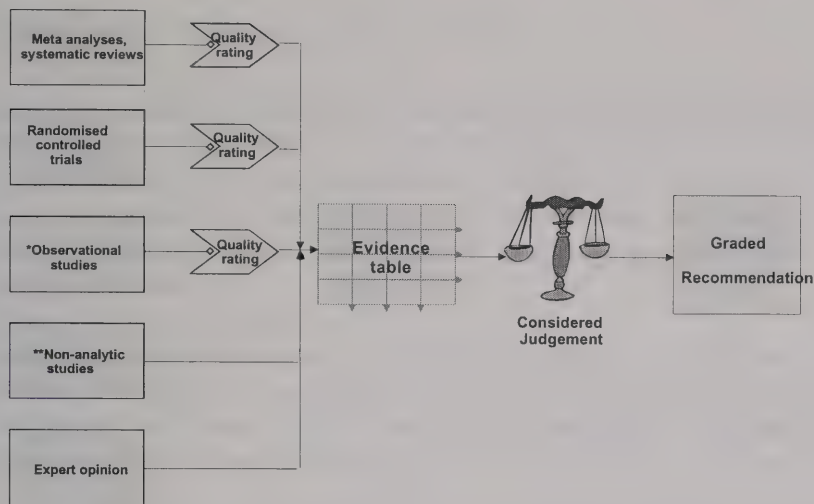 Meta analyses,
systematic reviews
Quality
rating
Randomised
controlled
trials
Quality
rating
*Observational
studies
Quality
rating
Evidence
table
Graded
Recommendation
Considered
Judgement
**Non-analytic
studies
Expert opinion